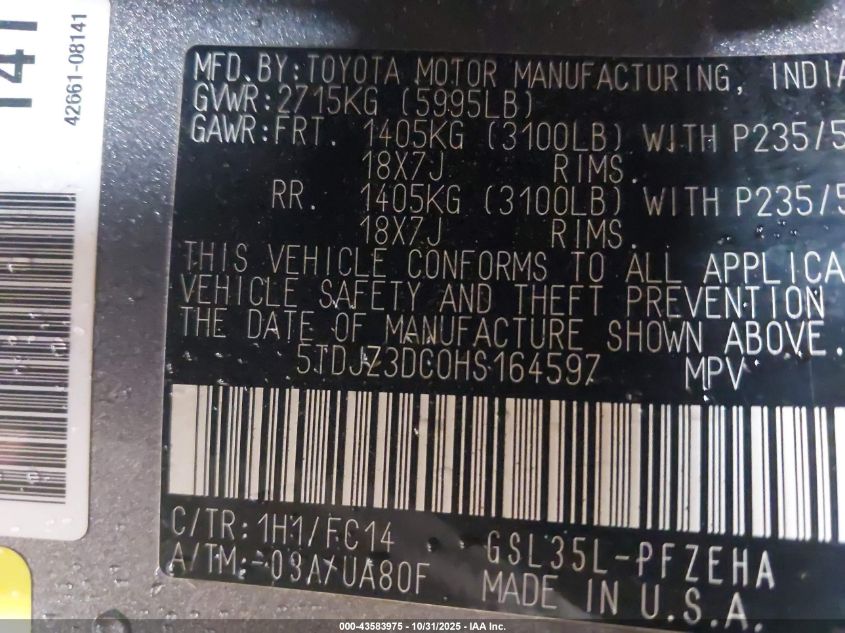 141
42661-08141
MFD.BY:TOYOTA MOTOR MANUFACTURING, INDIA
GVWR:2715KG (5995LB)
GAWR:FRT. 1405KG (3100LB) WITH P235/5
18X7J RIMS.
RR. 1405KG (3100LB) WITH P235/5
18X7J RIMS.
THIS VEHICLE CONFORMS TO ALL APPLICA
VEHICLE SAFETY AND THEFT PREVENTION
THE DATE OF MANUFACTURE SHOWN ABOVE.
5TDJZ3DC0HS164597 MPV
C/TR:1H1/FC14 GSL35L-PFZEHA
A/TM:-03A/UA80F MADE IN U.S.A.
000-43583975 - 10/31/2025 - IAA Inc.